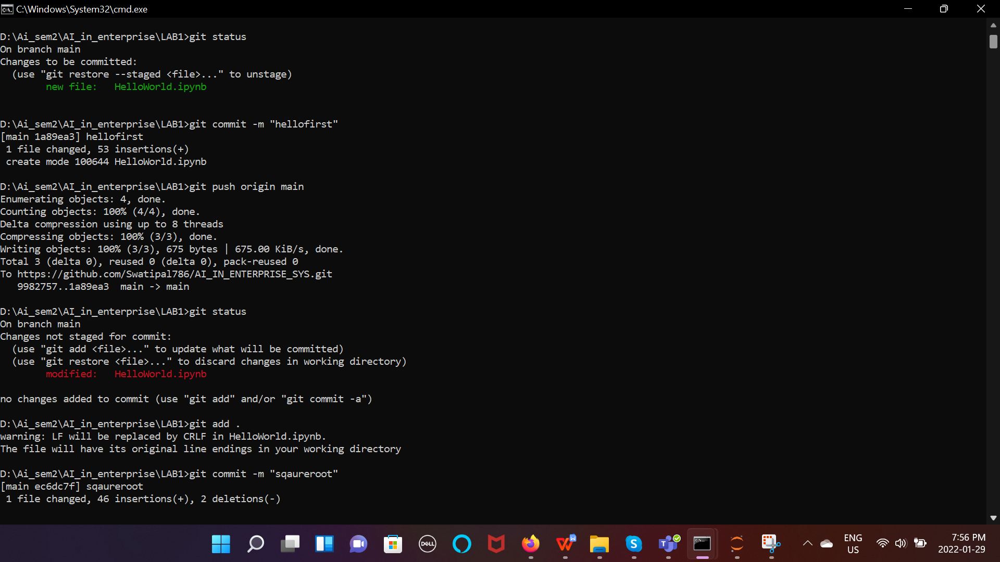 C:\Windows\System32\cmd.exe
D:\Ai_sem2\AI_in_enterprise\LAB1>git status
On branch main
Changes to be committed:
  (use "git restore --staged <file>..." to unstage)
        new file:   HelloWorld.ipynb
D:\Ai_sem2\AI_in_enterprise\LAB1>git commit -m "hellofirst"
[main 1a89ea3] hellofirst
 1 file changed, 53 insertions(+)
 create mode 100644 HelloWorld.ipynb
D:\Ai_sem2\AI_in_enterprise\LAB1>git push origin main
Enumerating objects: 4, done.
Counting objects: 100% (4/4), done.
Delta compression using up to 8 threads
Compressing objects: 100% (3/3), done.
Writing objects: 100% (3/3), 675 bytes | 675.00 KiB/s, done.
Total 3 (delta 0), reused 0 (delta 0), pack-reused 0
To https://github.com/Swatipal786/AI_IN_ENTERPRISE_SYS.git
   9982757..1a89ea3  main -> main
D:\Ai_sem2\AI_in_enterprise\LAB1>git status
On branch main
Changes not staged for commit:
  (use "git add <file>..." to update what will be committed)
  (use "git restore <file>..." to discard changes in working directory)
        modified:   HelloWorld.ipynb
no changes added to commit (use "git add" and/or "git commit -a")
D:\Ai_sem2\AI_in_enterprise\LAB1>git add .
warning: LF will be replaced by CRLF in HelloWorld.ipynb.
The file will have its original line endings in your working directory
D:\Ai_sem2\AI_in_enterprise\LAB1>git commit -m "sqaureroot"
[main ec6dc7f] sqaureroot
 1 file changed, 46 insertions(+), 2 deletions(-)
DELL
ENG
US
7:56 PM
2022-01-29